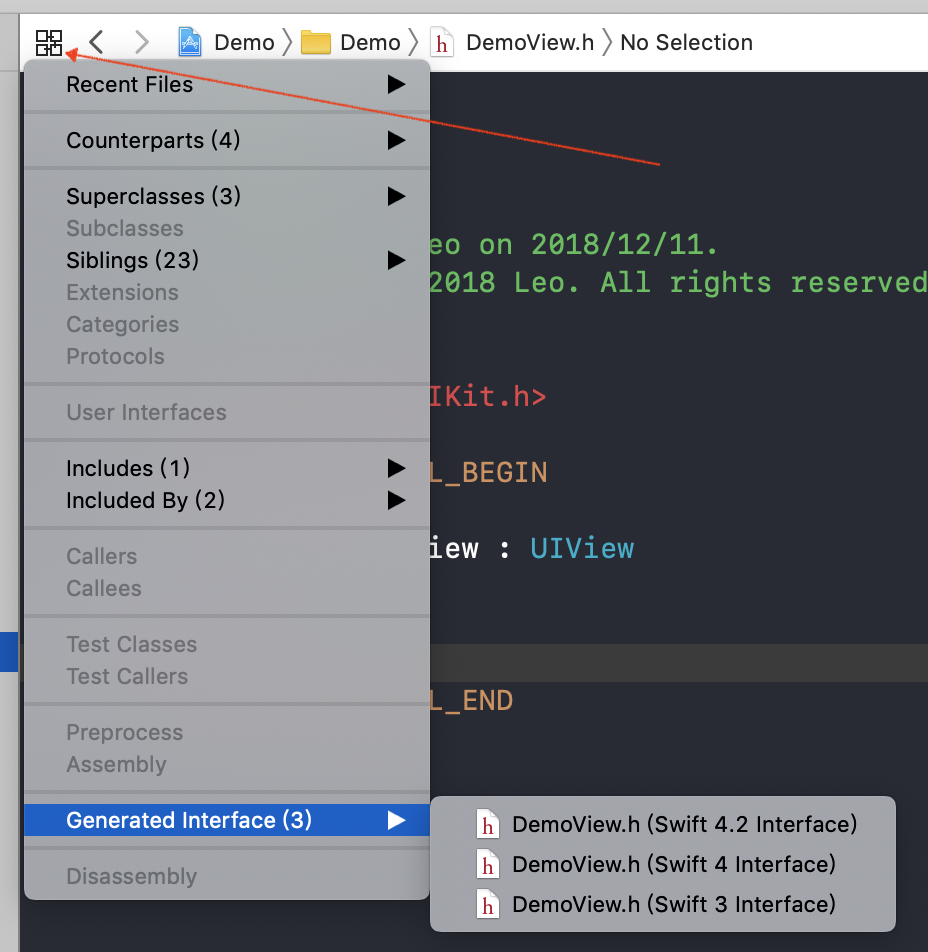 Demo Demo h DemoView.h No Selection
Recent Files
Counterparts (4)
Superclasses (3)
Subclasses
eo on 2018/12/11.
Siblings (23)
2018 Leo. All rights reserved
Extensions
Categories
Protocols
IKit.h>
User Interfaces
Includes (1)
L_BEGIN
Included By (2)
iew : UIView
Callers
Callees
Test Classes
Test Callers
L_END
Preprocess
Assembly
Generated Interface (3)
h DemoView.h (Swift 4.2 Interface)
h DemoView.h (Swift 4 Interface)
h DemoView.h (Swift 3 Interface)
Disassembly